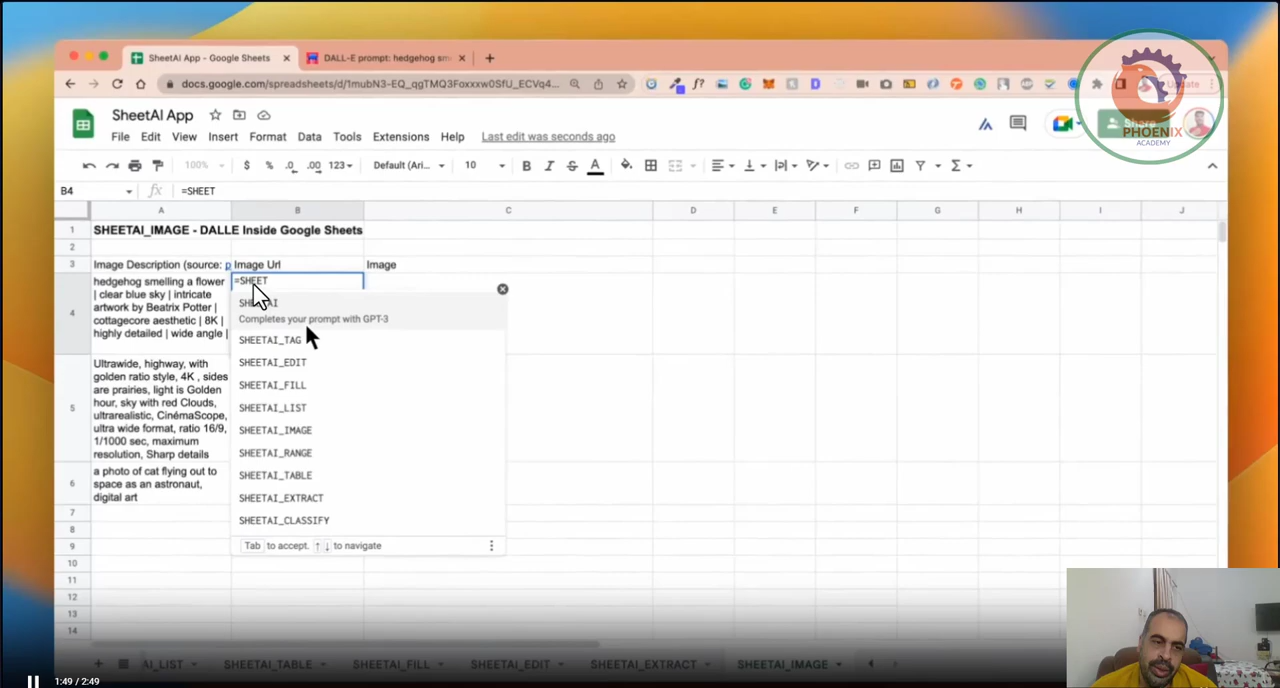 SheetAI App - Google Sheets
DALL-E prompt: hedgehog sm
docs.google.com/spreadsheets/d/1mubN3-EQ_qgTMQ3Foxxxw0SfU_ECVq4...
Update
SheetAI App
File Edit View Insert Format Data Tools Extensions Help Last edit was seconds ago
Share
PHOENIX
ACADEMY
100% $ % .0 .00 123 Default (Ari... 10 B I S A
B4 fx =SHEET
A B C D E F G H I J
1 SHEETAI_IMAGE - DALLE Inside Google Sheets
2
3 Image Description (source: p Image Url Image
4
hedgehog smelling a flower
| clear blue sky | intricate
artwork by Beatrix Potter |
cottagecore aesthetic | 8K |
highly detailed | wide angle |
=SHEET
Completes your prompt with GPT-3
SHEETAI_TAG
SHEETAI_EDIT
SHEETAI_FILL
SHEETAI_LIST
SHEETAI_IMAGE
SHEETAI_RANGE
SHEETAI_TABLE
SHEETAI_EXTRACT
SHEETAI_CLASSIFY
Tab to accept. ↑ ↓ to navigate
5
Ultrawide, highway, with
golden ratio style, 4K , sides
are prairies, light is Golden
hour, sky with red Clouds,
ultrarealistic, CinémaScope,
ultra wide format, ratio 16/9,
1/1000 sec, maximum
resolution, Sharp details
6
a photo of cat flying out to
space as an astronaut,
digital art
7
8
9
10
11
12
13
14
AI_LIST SHEETAI_TABLE SHEETAI_FILL SHEETAI_EDIT SHEETAI_EXTRACT SHEETAI_IMAGE
1:49 / 2:49